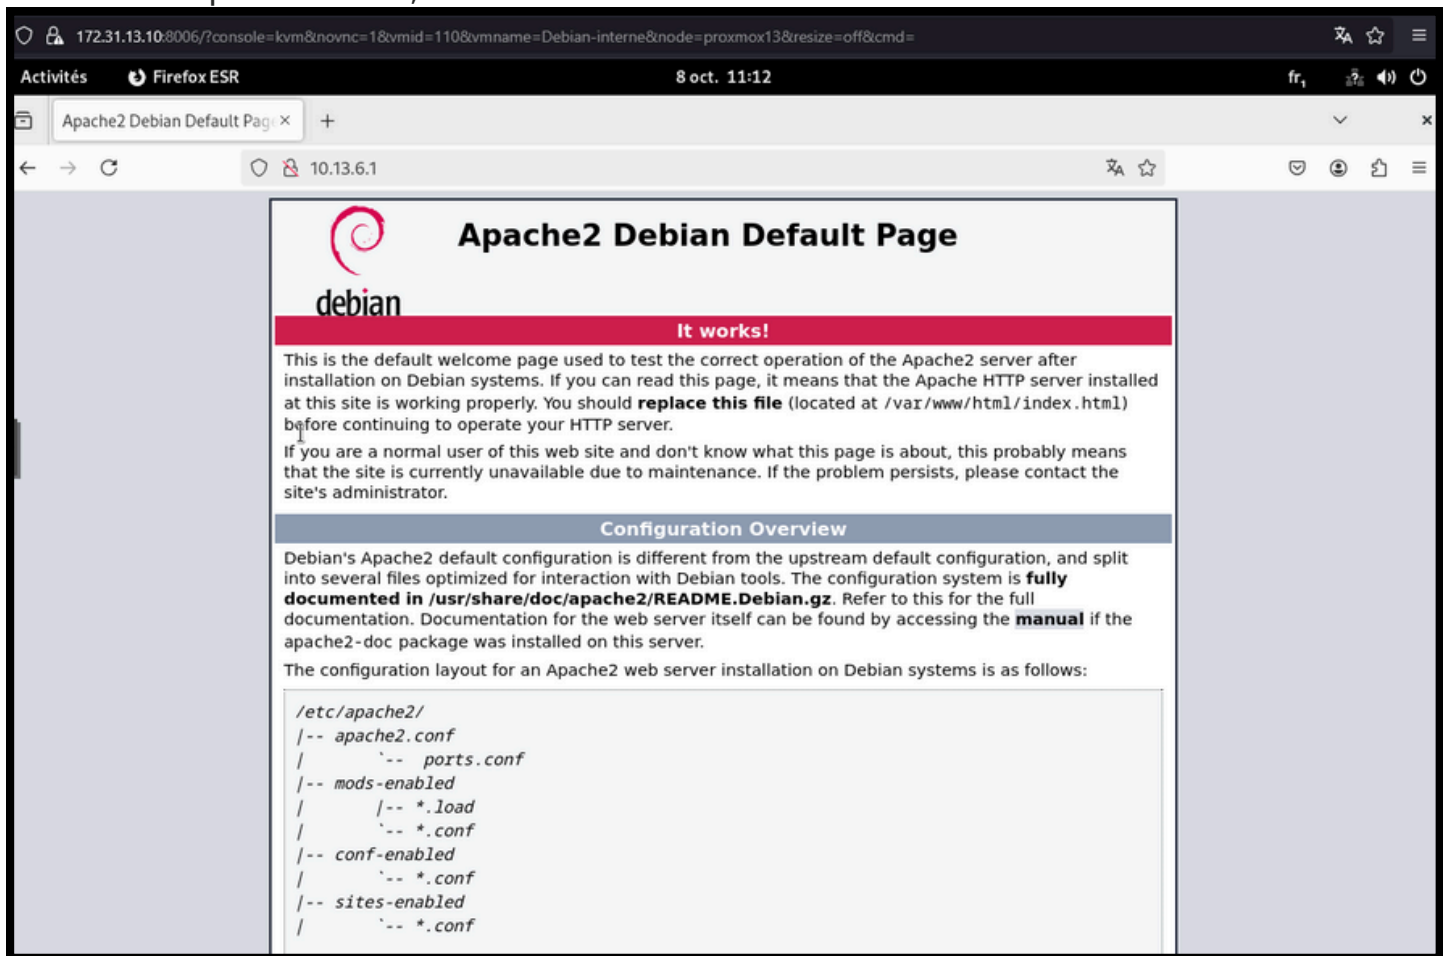 172.31.13.10:8006/?console=kvm&novnc=1&vmid=110&vmname=Debian-interne&node=proxmox13&resize=off&cmd=
Activités Firefox ESR 8 oct. 11:12 fr₁
Apache2 Debian Default Pag
10.13.6.1
Apache2 Debian Default Page
debian
It works!
This is the default welcome page used to test the correct operation of the Apache2 server after
installation on Debian systems. If you can read this page, it means that the Apache HTTP server installed
at this site is working properly. You should replace this file (located at /var/www/html/index.html)
before continuing to operate your HTTP server.
If you are a normal user of this web site and don't know what this page is about, this probably means
that the site is currently unavailable due to maintenance. If the problem persists, please contact the
site's administrator.
Configuration Overview
Debian's Apache2 default configuration is different from the upstream default configuration, and split
into several files optimized for interaction with Debian tools. The configuration system is fully
documented in /usr/share/doc/apache2/README.Debian.gz. Refer to this for the full
documentation. Documentation for the web server itself can be found by accessing the manual if the
apache2-doc package was installed on this server.
The configuration layout for an Apache2 web server installation on Debian systems is as follows:
/etc/apache2/
|-- apache2.conf
|       `--  ports.conf
|-- mods-enabled
|       |-- *.load
|       `-- *.conf
|-- conf-enabled
|       `-- *.conf
|-- sites-enabled
|       `-- *.conf